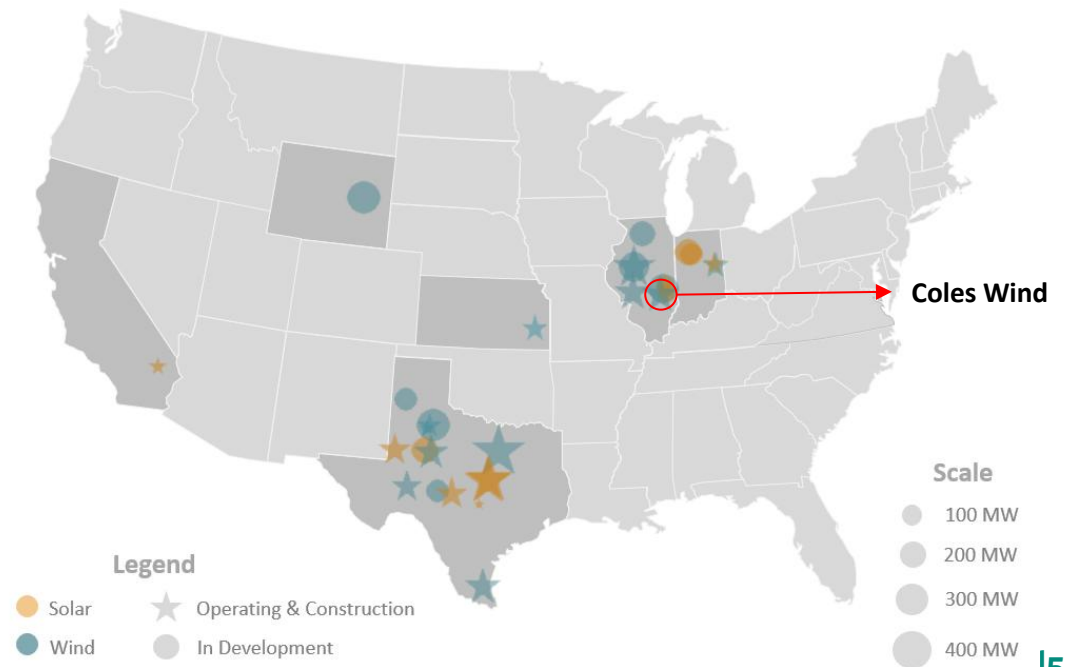 Coles Wind
Scale
100 MW
200 MW
300 MW
400 MW
Legend
Solar
Operating & Construction
Wind
In Development